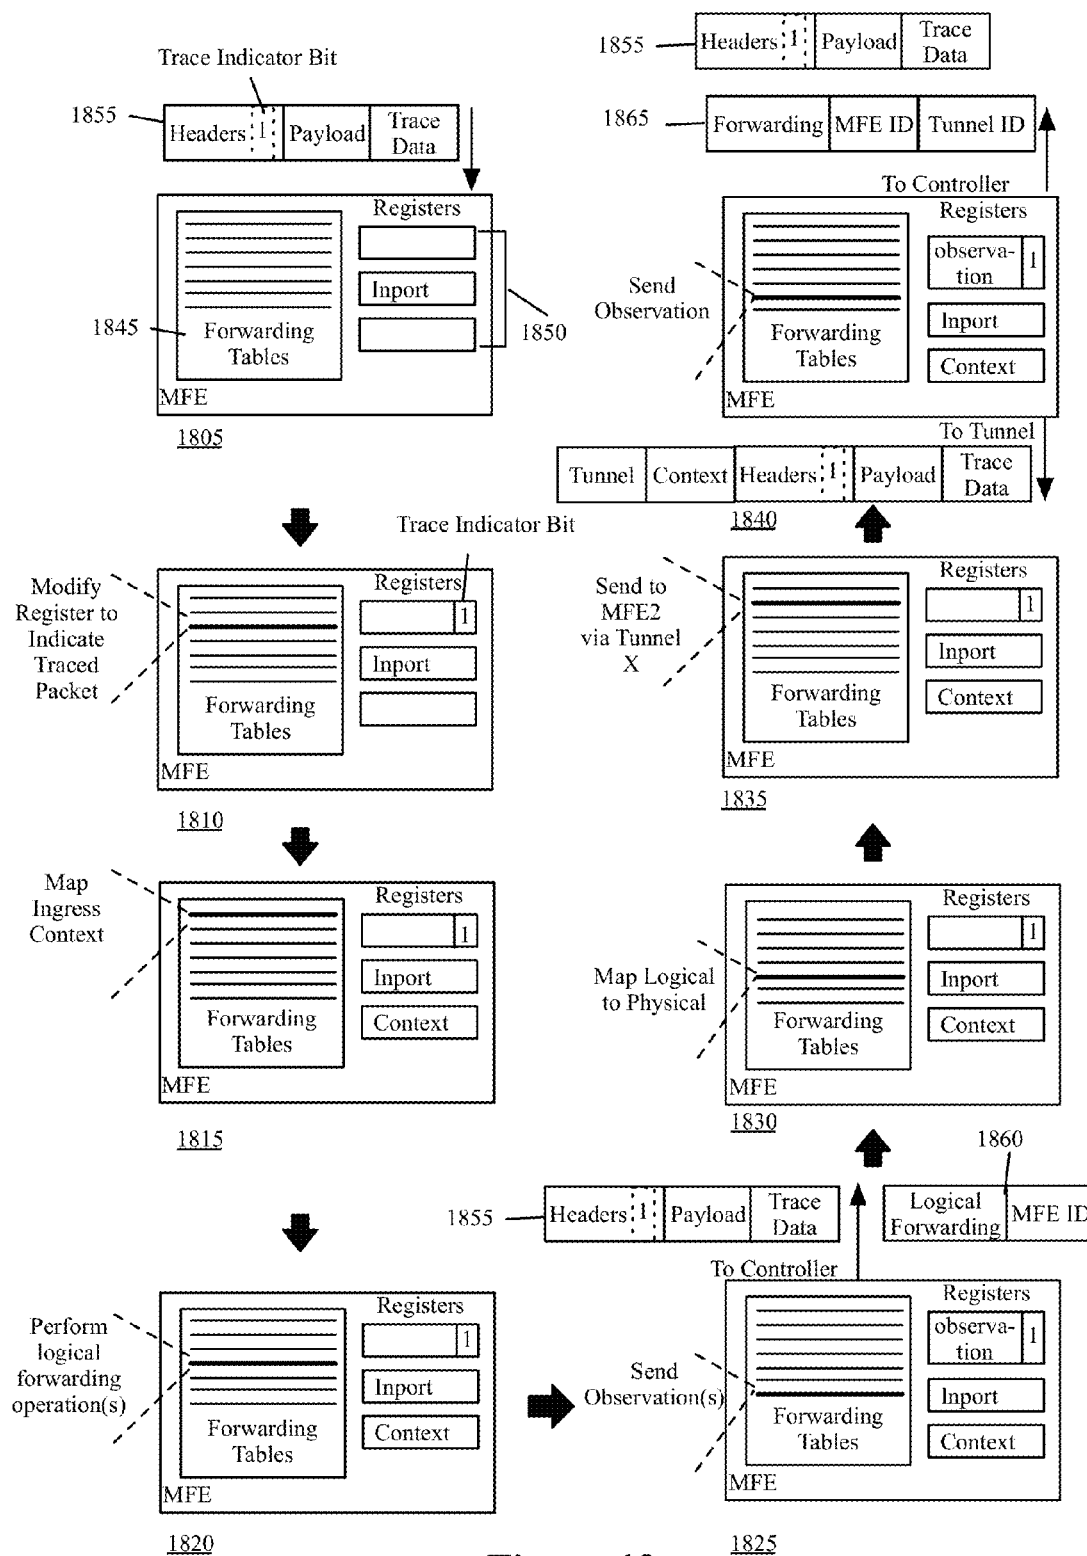 Trace Indicator Bit
1855
Headers 1 Payload Trace Data
Registers
Inport
1850
1845
Forwarding Tables
MFE
1805
Trace Indicator Bit
Modify Register to Indicate Traced Packet
Registers
1
Inport
Forwarding Tables
MFE
1810
Map Ingress Context
Registers
1
Inport
Context
Forwarding Tables
MFE
1815
Perform logical forwarding operation(s)
Registers
1
Inport
Context
Forwarding Tables
MFE
1820
1855
Headers 1 Payload Trace Data
1860
Logical Forwarding MFE ID
To Controller
Registers
observa-
tion 1
Inport
Context
Send Observation(s)
Forwarding Tables
MFE
1825
Map Logical to Physical
Registers
1
Inport
Context
Forwarding Tables
MFE
1830
Send to MFE2 via Tunnel X
Registers
1
Inport
Context
Forwarding Tables
MFE
1835
1855
Headers 1 Payload Trace Data
1865
Forwarding MFE ID Tunnel ID
To Controller
Registers
observa-
tion 1
Inport
Context
Send Observation
Forwarding Tables
MFE
To Tunnel
Tunnel Context Headers 1 Payload Trace Data
1840